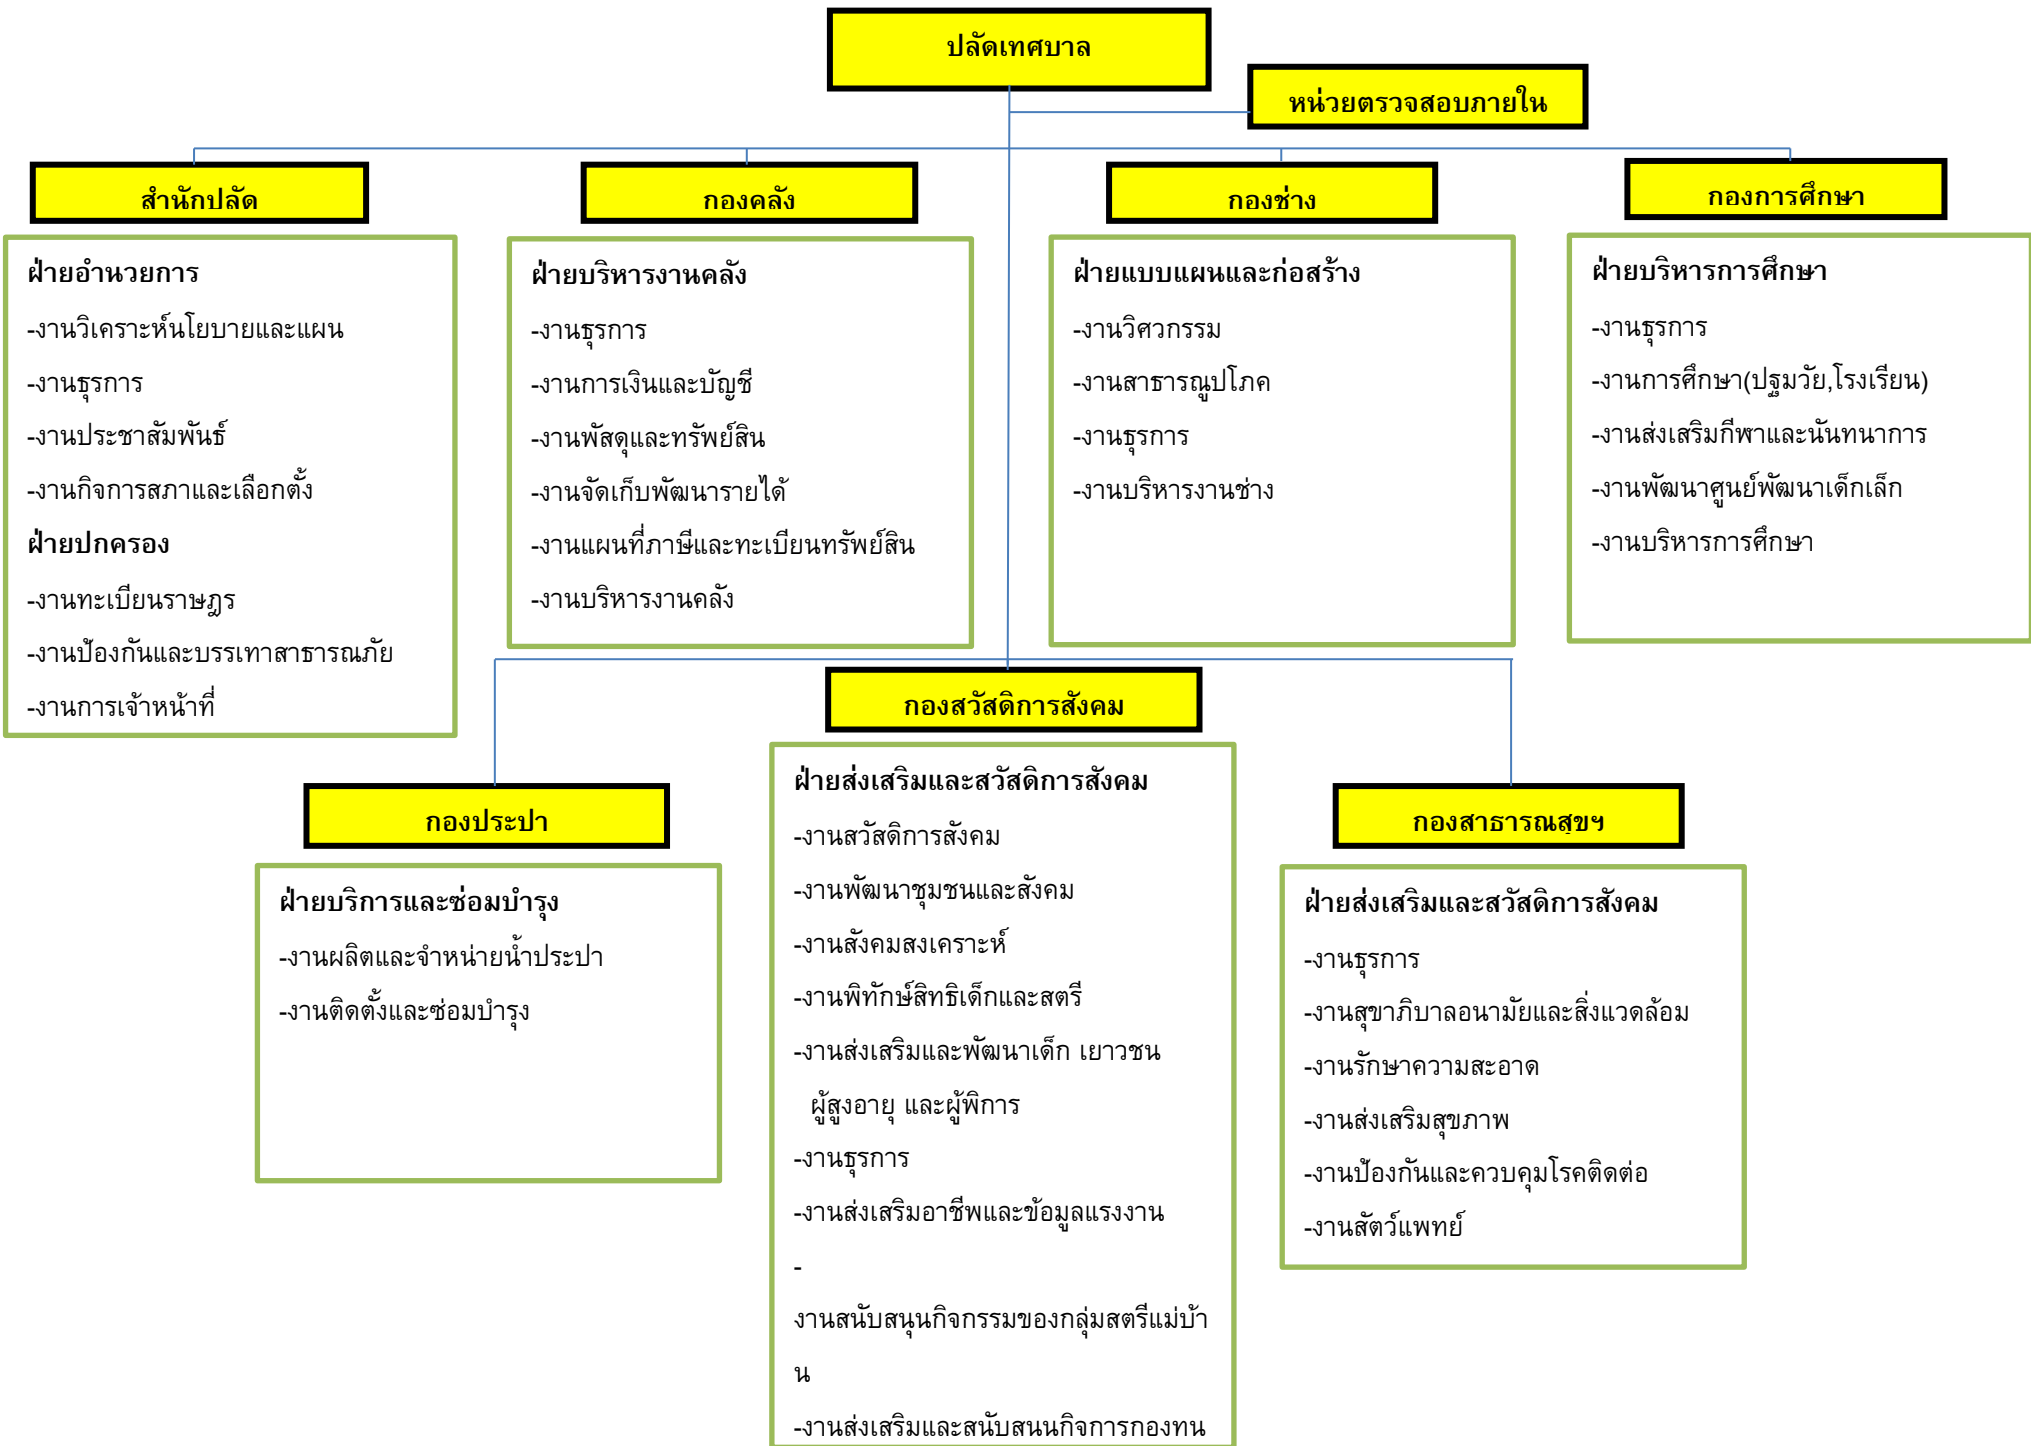 ปลัดเทศบาล
หน่วยตรวจสอบภายใน
สำนักปลัด
กองคลัง
กองช่าง
กองการศึกษา
ฝ่ายอำนวยการ
-งานวิเคราะห์นโยบายและแผน
-งานธุรการ
-งานประชาสัมพันธ์
-งานกิจการสภาและเลือกตั้ง
ฝ่ายปกครอง
-งานทะเบียนราษฎร
-งานป้องกันและบรรเทาสาธารณภัย
-งานการเจ้าหน้าที่
ฝ่ายบริหารงานคลัง
-งานธุรการ
-งานการเงินและบัญชี
-งานพัสดุและทรัพย์สิน
-งานจัดเก็บพัฒนารายได้
-งานแผนที่ภาษีและทะเบียนทรัพย์สิน
-งานบริหารงานคลัง
ฝ่ายแบบแผนและก่อสร้าง
-งานวิศวกรรม
-งานสาธารณูปโภค
-งานธุรการ
-งานบริหารงานช่าง
ฝ่ายบริหารการศึกษา
-งานธุรการ
-งานการศึกษา(ปฐมวัย,โรงเรียน)
-งานส่งเสริมกีฬาและนันทนาการ
-งานพัฒนาศูนย์พัฒนาเด็กเล็ก
-งานบริหารการศึกษา
กองประปา
ฝ่ายบริการและซ่อมบำรุง
-งานผลิตและจำหน่ายน้ำประปา
-งานติดตั้งและซ่อมบำรุง
กองสวัสดิการสังคม
ฝ่ายส่งเสริมและสวัสดิการสังคม
-งานสวัสดิการสังคม
-งานพัฒนาชุมชนและสังคม
-งานสังคมสงเคราะห์
-งานพิทักษ์สิทธิเด็กและสตรี
-งานส่งเสริมและพัฒนาเด็ก เยาวชน
ผู้สูงอายุ และผู้พิการ
-งานธุรการ
-งานส่งเสริมอาชีพและข้อมูลแรงงาน
-
งานสนับสนุนกิจกรรมของกลุ่มสตรีแม่บ้า
น
-งานส่งเสริมและสนับสนุนกิจการกองทุน
กองสาธารณสุขฯ
ฝ่ายส่งเสริมและสวัสดิการสังคม
-งานธุรการ
-งานสุขาภิบาลอนามัยและสิ่งแวดล้อม
-งานรักษาความสะอาด
-งานส่งเสริมสุขภาพ
-งานป้องกันและควบคุมโรคติดต่อ
-งานสัตว์แพทย์